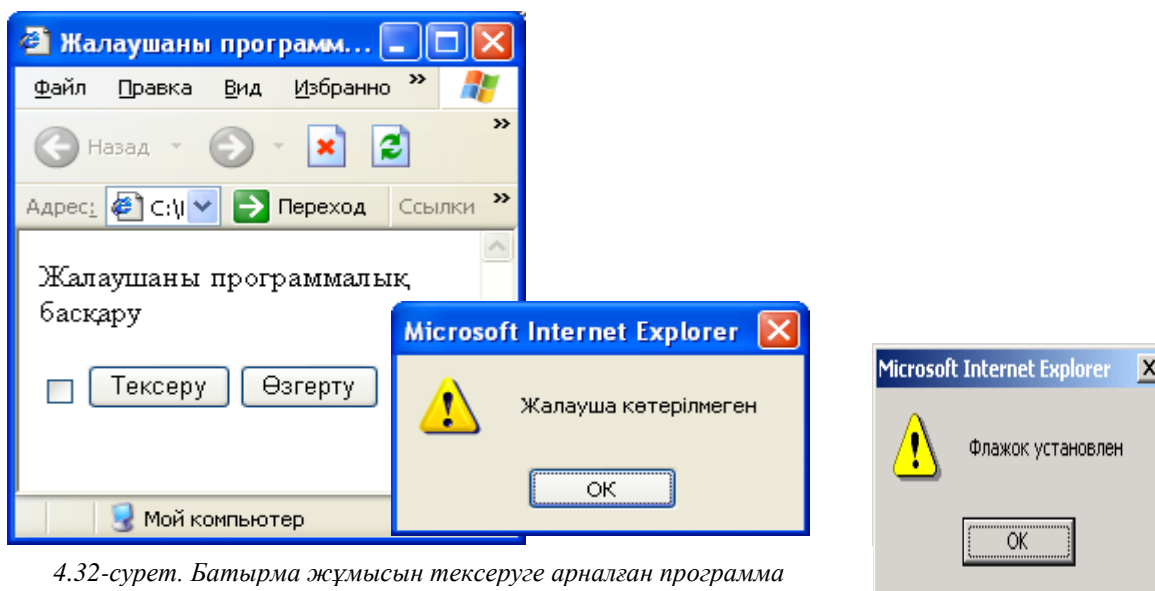 Жалаушаны программ...
Файл Правка Вид Избранно »
Назад »
Адрес: C:\I Переход Ссылки »
Жалаушаны программалық
басқару
Тексеру Өзгерту
Мой компьютер
Microsoft Internet Explorer
Жалауша көтерілмеген
ОК
Microsoft Internet Explorer
Флажок установлен
OK
4.32-сурет. Батырма жұмысын тексеруге арналған программа